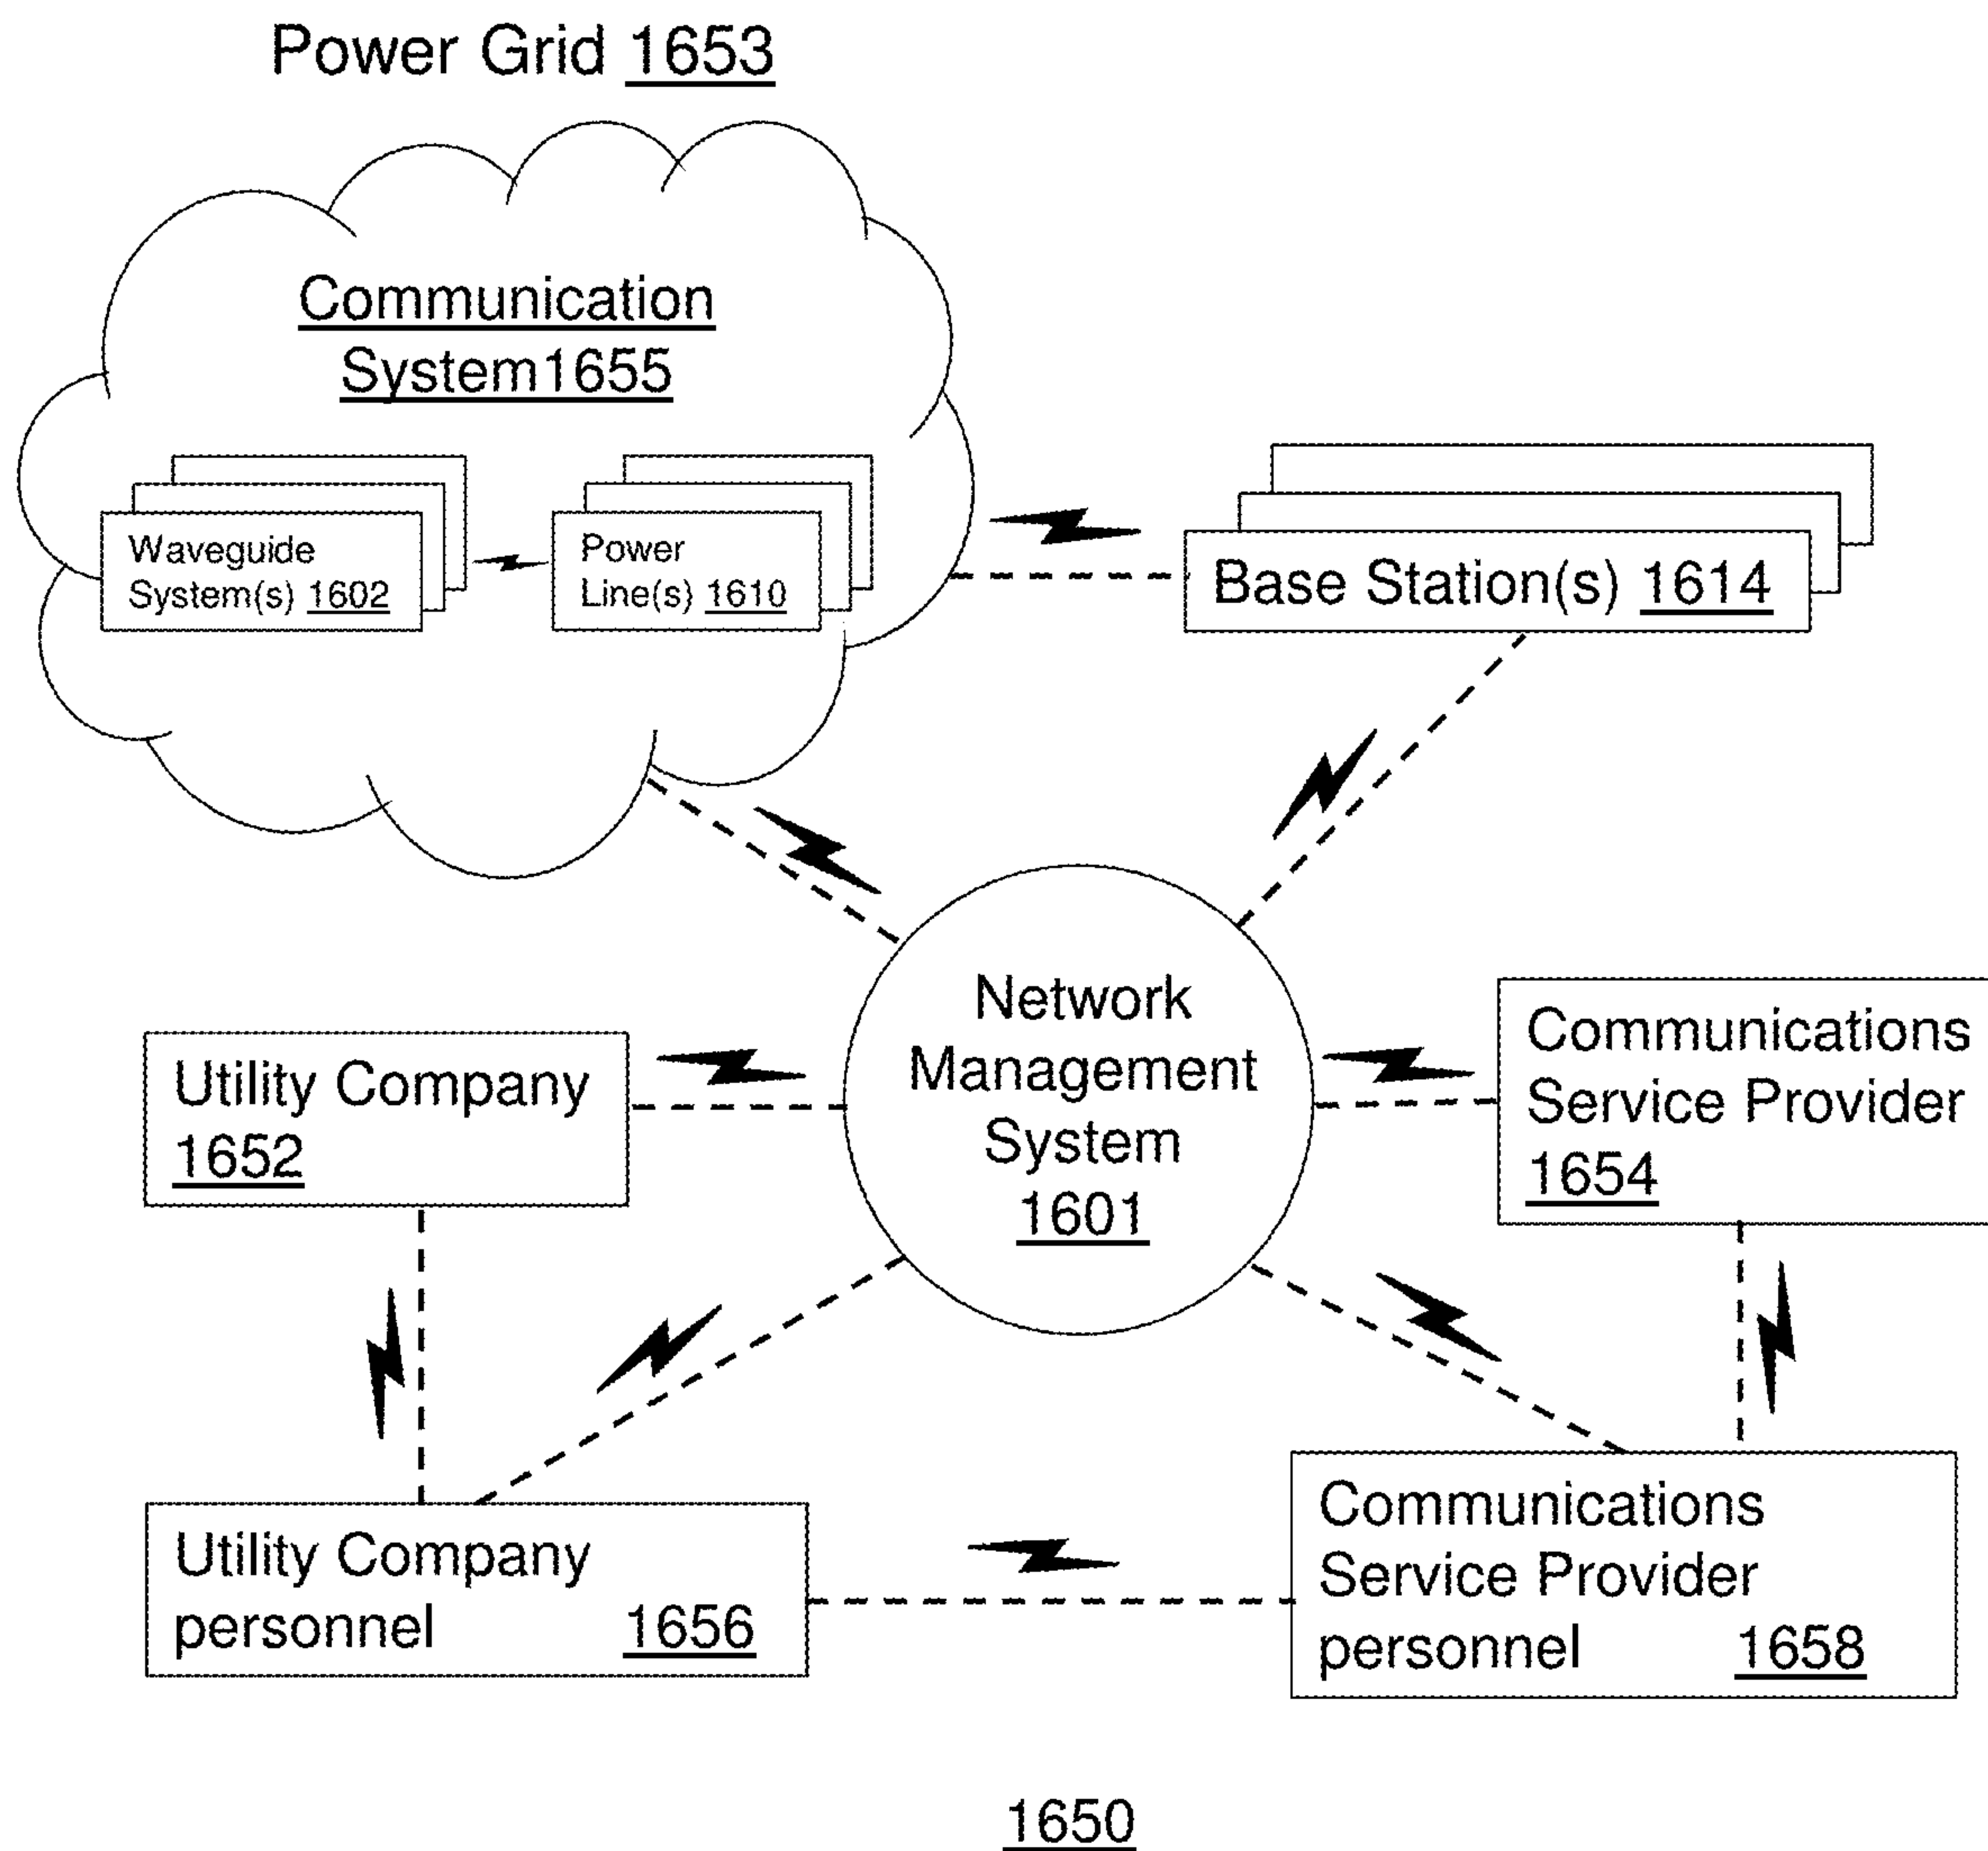 Power Grid 1653
Communication
System1655
Waveguide
System(s) 1602
Power
Line(s) 1610
Base Station(s) 1614
Network
Management
System
1601
Utility Company
1652
Communications
Service Provider
1654
Utility Company
personnel 1656
Communications
Service Provider
personnel 1658
1650